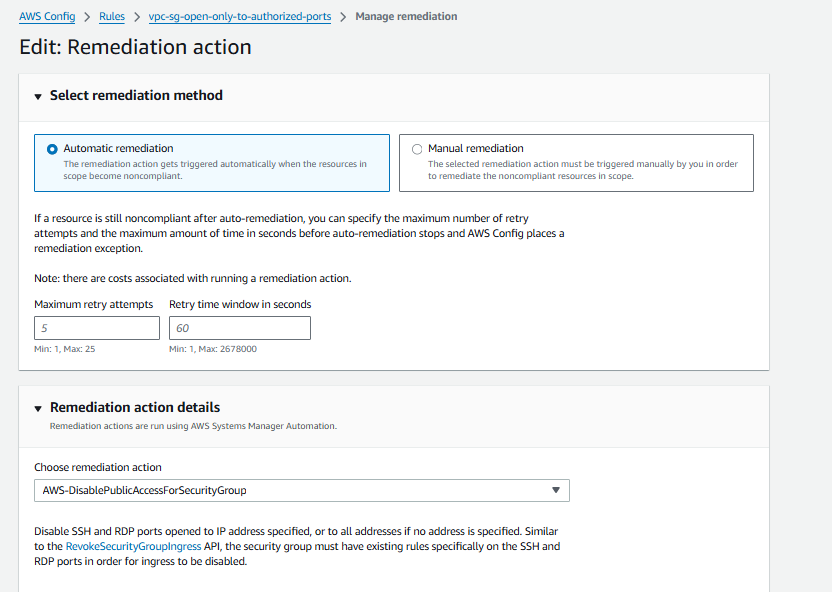 AWS Config > Rules > vpc-sg-open-only-to-authorized-ports > Manage remediation
Edit: Remediation action
Select remediation method
Automatic remediation
The remediation action gets triggered automatically when the resources in
scope become noncompliant.
Manual remediation
The selected remediation action must be triggered manually by you in order
to remediate the noncompliant resources in scope.
If a resource is still noncompliant after auto-remediation, you can specify the maximum number of retry
attempts and the maximum amount of time in seconds before auto-remediation stops and AWS Config places a
remediation exception.
Note: there are costs associated with running a remediation action.
Maximum retry attempts
5
Min: 1, Max: 25
Retry time window in seconds
60
Min: 1, Max: 2678000
Remediation action details
Remediation actions are run using AWS Systems Manager Automation.
Choose remediation action
AWS-DisablePublicAccessForSecurityGroup
Disable SSH and RDP ports opened to IP address specified, or to all addresses if no address is specified. Similar
to the RevokeSecurityGroupIngress API, the security group must have existing rules specifically on the SSH and
RDP ports in order for ingress to be disabled.